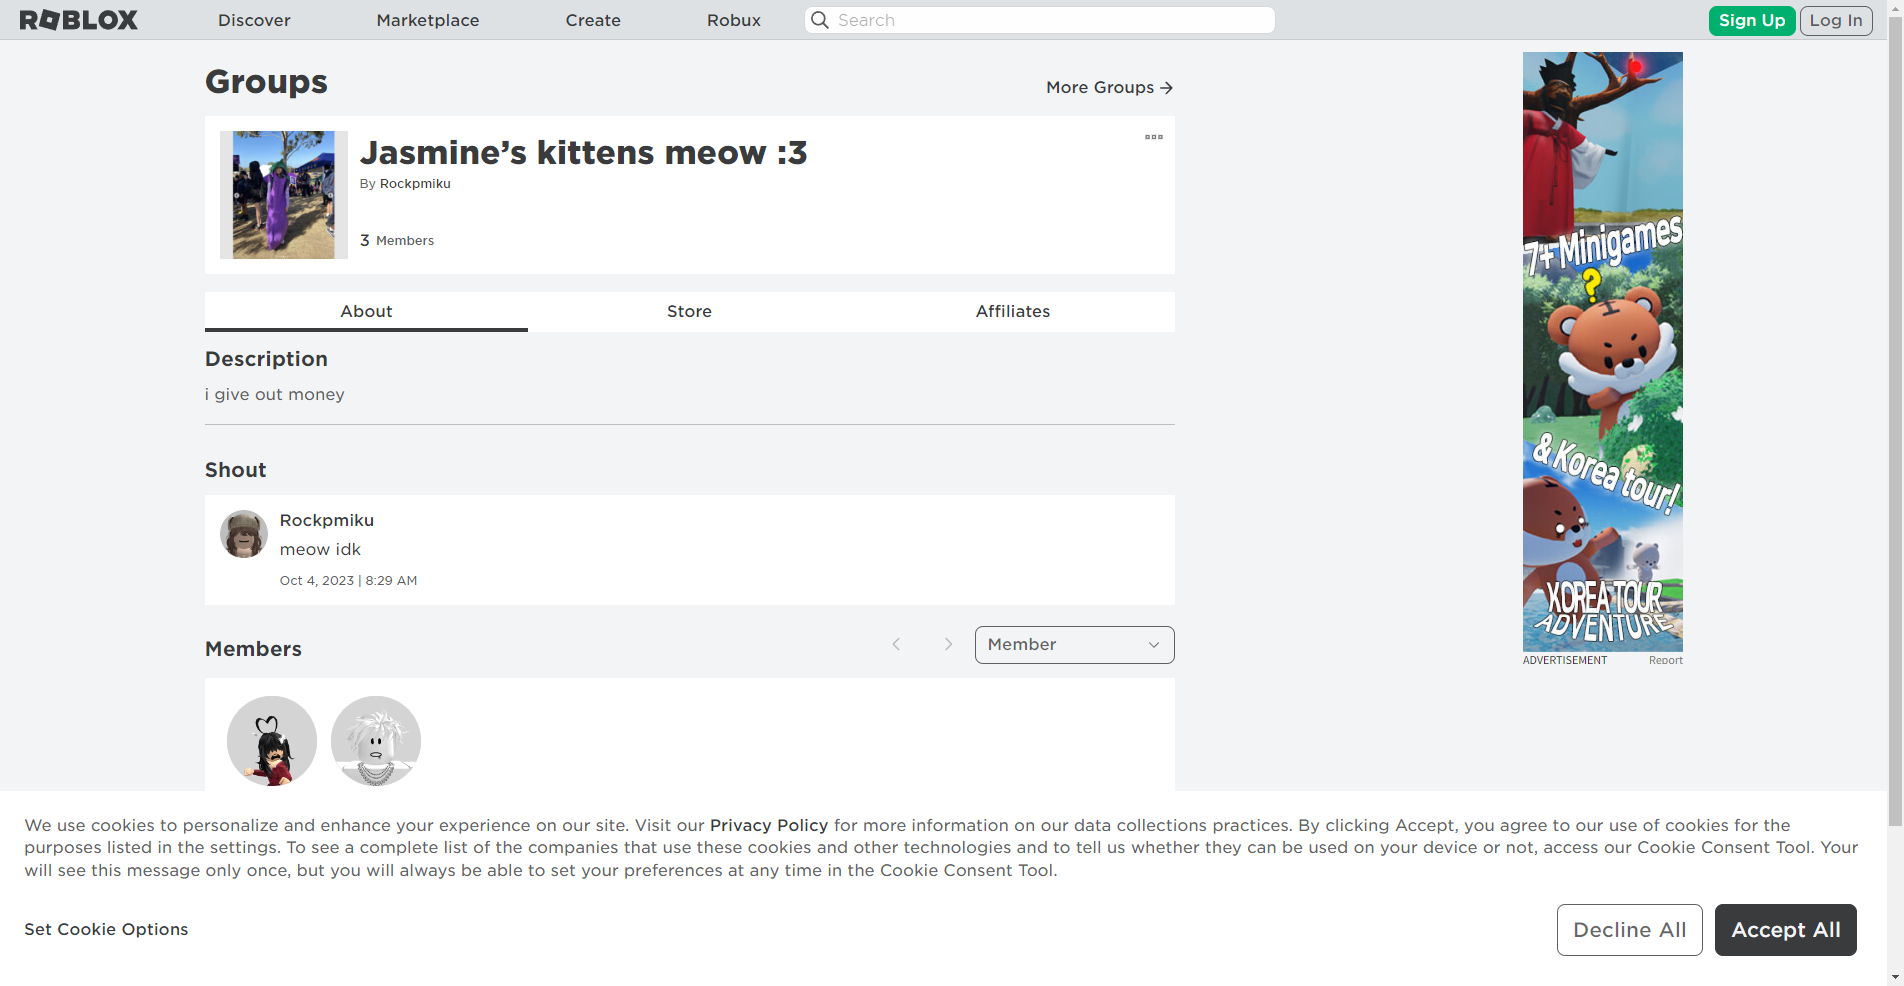 ROBLOX
Discover
Marketplace
Create
Robux
Search
Sign Up
Log In
Groups
More Groups →
Jasmine's kittens meow :3
By Rockpmiku
3 Members
About
Store
Affiliates
Description
i give out money
Shout
Rockpmiku
meow idk
Oct 4, 2023 | 8:29 AM
Members
Member
7+ Minigames
?
& Korea tour!
KOREA TOUR
ADVENTURE
ADVERTISEMENT
Report
We use cookies to personalize and enhance your experience on our site. Visit our Privacy Policy for more information on our data collections practices. By clicking Accept, you agree to our use of cookies for the
purposes listed in the settings. To see a complete list of the companies that use these cookies and other technologies and to tell us whether they can be used on your device or not, access our Cookie Consent Tool. Your
will see this message only once, but you will always be able to set your preferences at any time in the Cookie Consent Tool.
Set Cookie Options
Decline All
Accept All